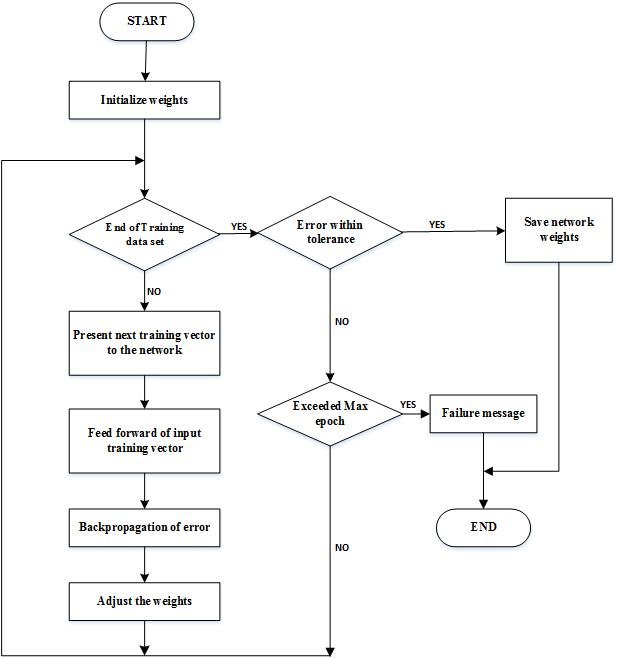 START
Initialize weights
End of Training
data set
YES
Error within
tolerance
YES
Save network
weights
NO
Present next training vector
to the network
NO
Feed forward of input
training vector
Exceeded Max
epoch
YES
Failure message
Backpropagation of error
END
NO
Adjust the weights